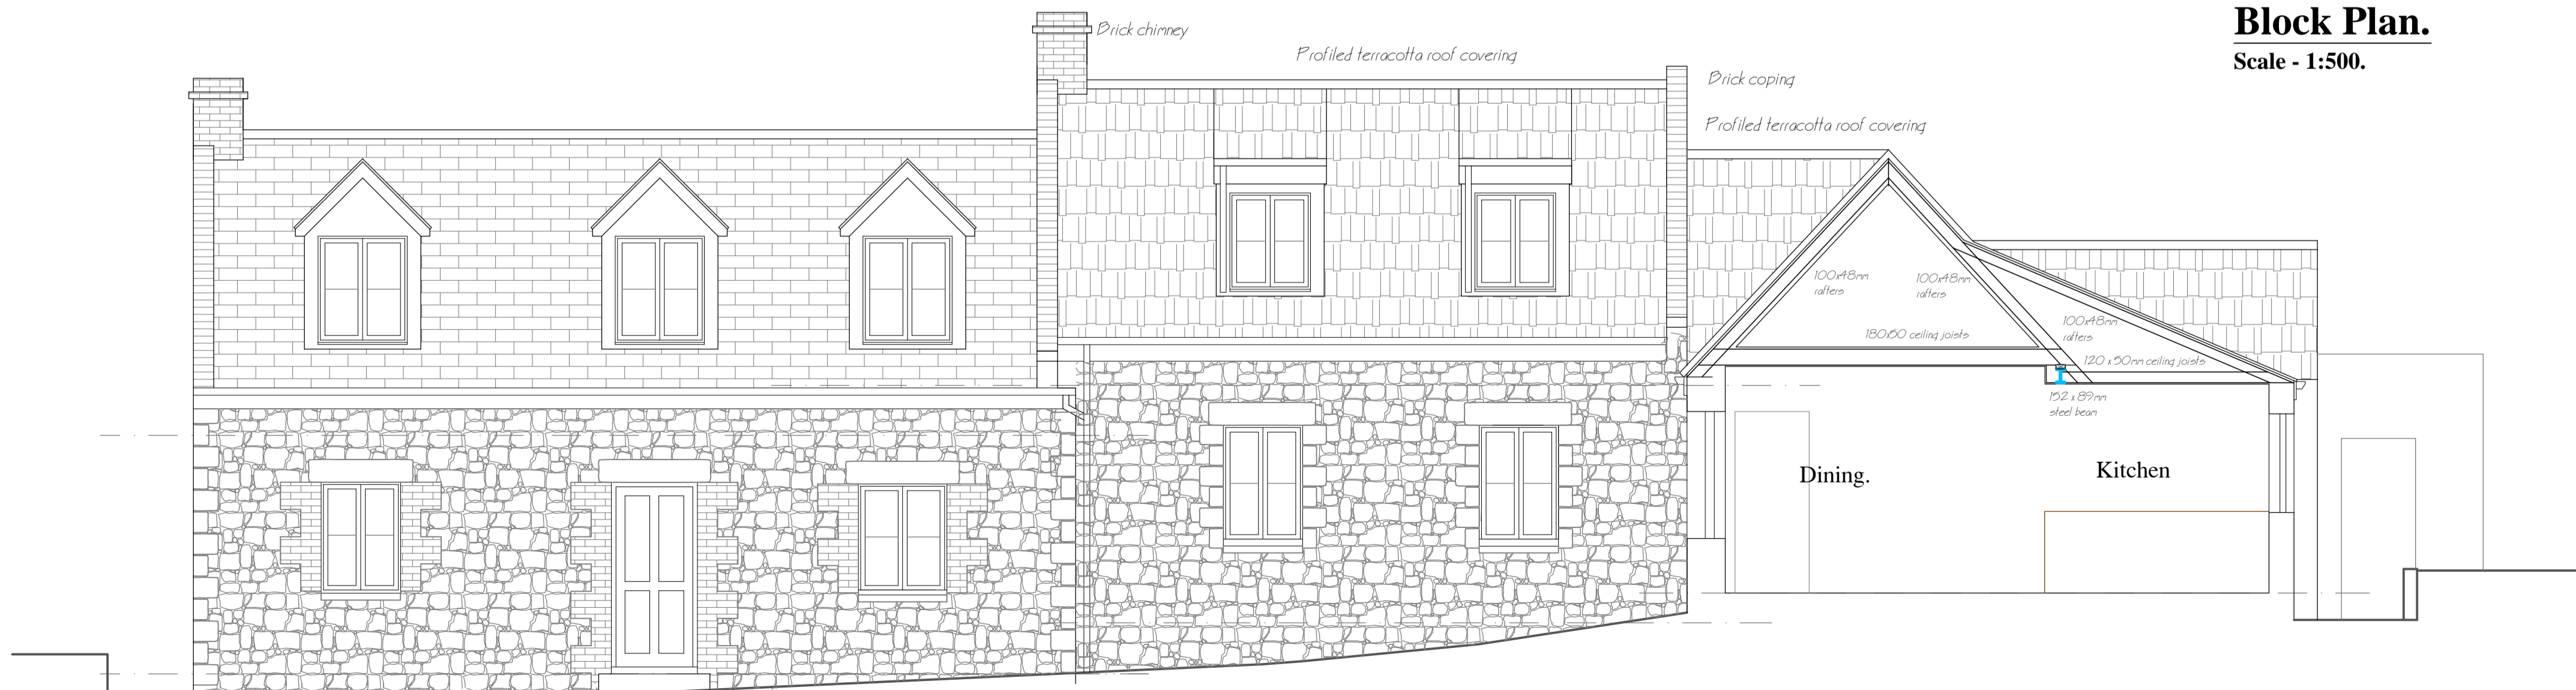 Block Plan.
Scale - 1:500.
Brick chimney
Profiled terracotta roof covering
Brick coping
Profiled terracotta roof covering
100x48mm
rafters
100x48mm
rafters
180x50 ceiling joists
100x48mm
rafters
120 x 50mm ceiling joists
152 x 89mm
steel beam
Dining.
Kitchen